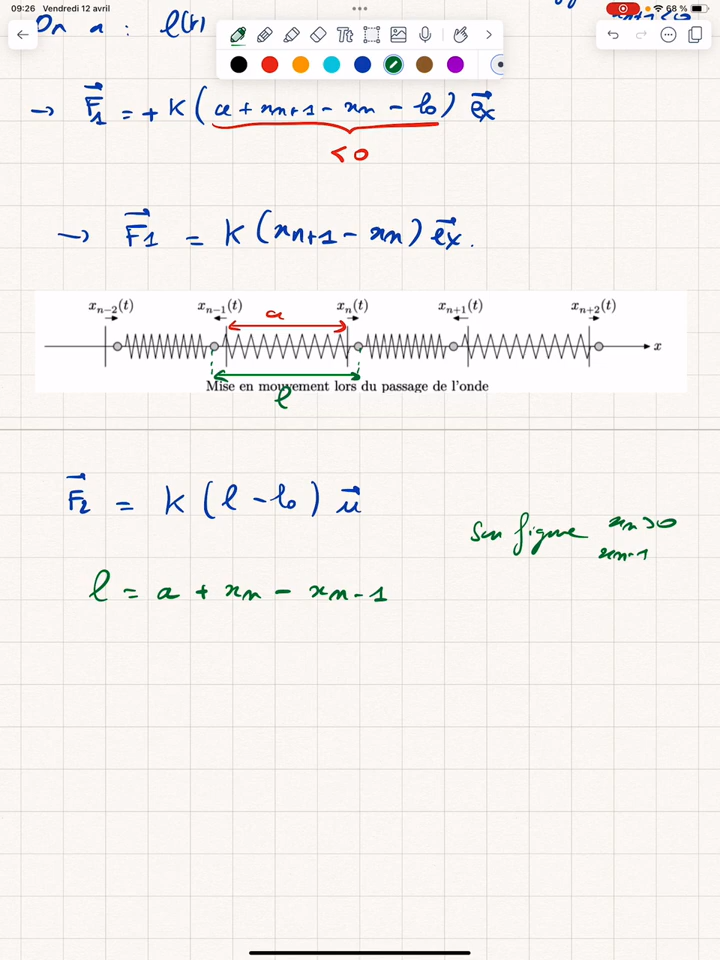 09:26 Vendredi 12 avril
68 %
On a : l(t)
→ F₁ = + K ( a + xn+1 - xn - lo ) ex
< 0
→ F1 = K ( xn+1 - xn ) ex.
xn-2(t) xn-1(t) xn(t) xn+1(t) xn+2(t)
a
x
l
Mise en mouvement lors du passage de l'onde
F₂ = K ( l - lo ) u
Sur figure xn>0
xn-1
l = a + xn - xn-1